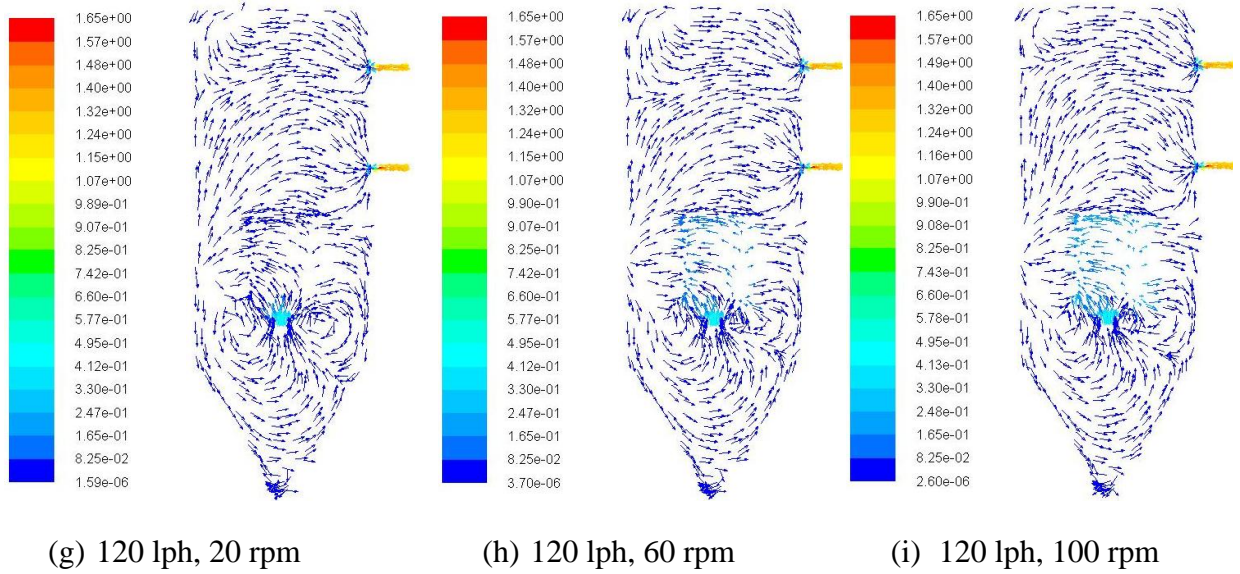 1.65e+00
1.57e+00
1.48e+00
1.40e+00
1.32e+00
1.24e+00
1.15e+00
1.07e+00
9.89e-01
9.07e-01
8.25e-01
7.42e-01
6.60e-01
5.77e-01
4.95e-01
4.12e-01
3.30e-01
2.47e-01
1.65e-01
8.25e-02
1.59e-06
1.65e+00
1.57e+00
1.48e+00
1.40e+00
1.32e+00
1.24e+00
1.15e+00
1.07e+00
9.90e-01
9.07e-01
8.25e-01
7.42e-01
6.60e-01
5.77e-01
4.95e-01
4.12e-01
3.30e-01
2.47e-01
1.65e-01
8.25e-02
3.70e-06
1.65e+00
1.57e+00
1.49e+00
1.40e+00
1.32e+00
1.24e+00
1.16e+00
1.07e+00
9.90e-01
9.08e-01
8.25e-01
7.43e-01
6.60e-01
5.78e-01
4.95e-01
4.13e-01
3.30e-01
2.48e-01
1.65e-01
8.25e-02
2.60e-06
(g) 120 lph, 20 rpm
(h) 120 lph, 60 rpm
(i) 120 lph, 100 rpm